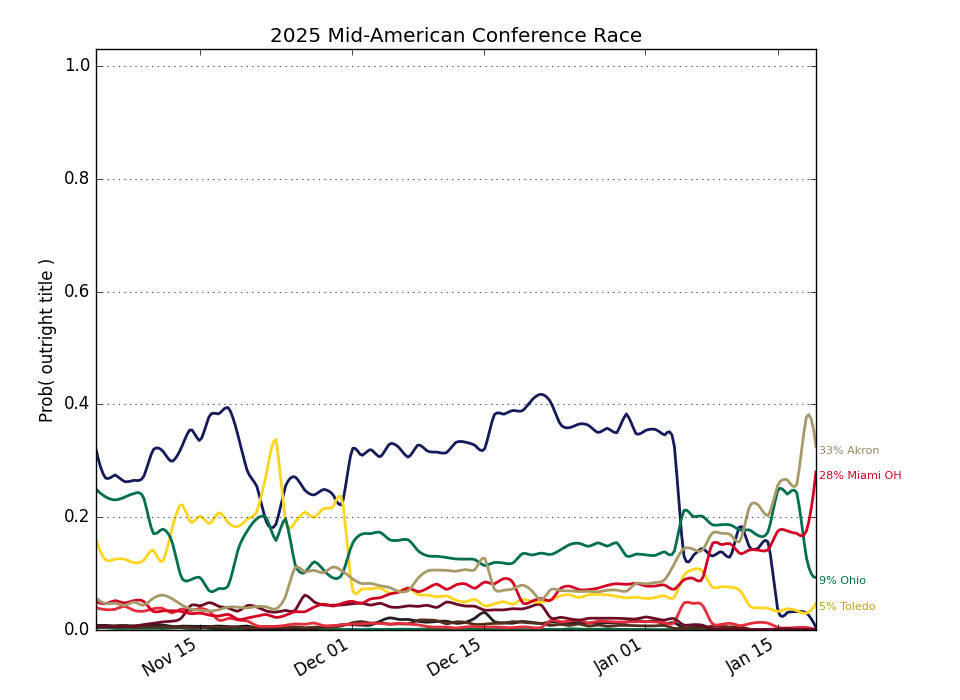 2025 Mid-American Conference Race
Prob( outright title )
1.0
0.8
0.6
0.4
0.2
0.0
33% Akron
28% Miami OH
9% Ohio
5% Toledo
Nov 15
Dec 01
Dec 15
Jan 01
Jan 15